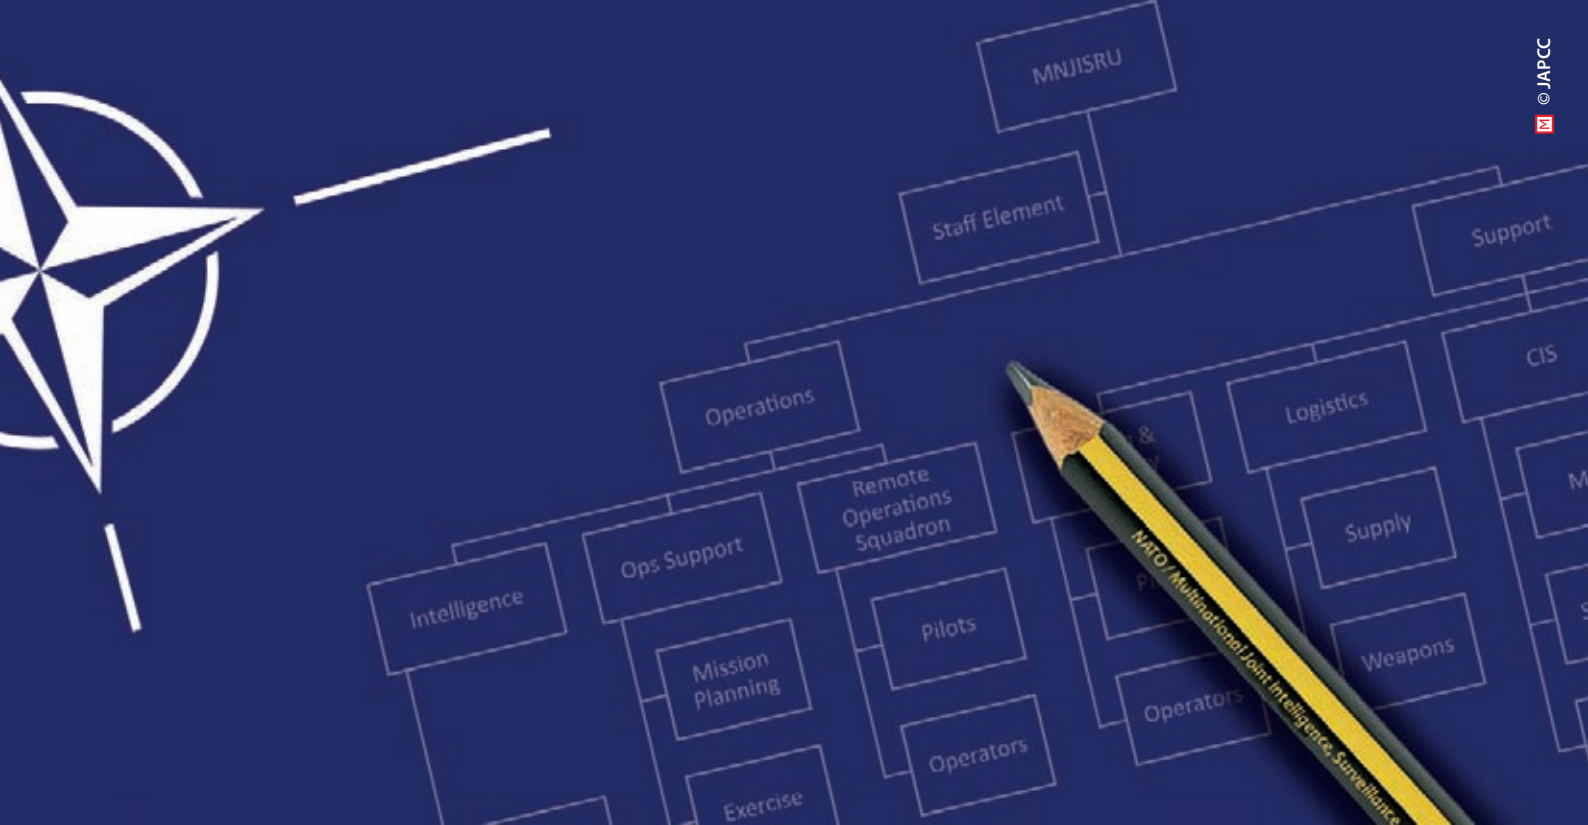 MNJISRU
© JAPCC
M
Staff Element
Support
Operations
Logistics
CIS
&
Remote
Operations
Squadron
Ops Support
Intelligence
Supply
Pilots
Mission
Planning
Weapons
Operators
Operators
Exercise
NATO / Multinational Joint Intelligence, Surveillance